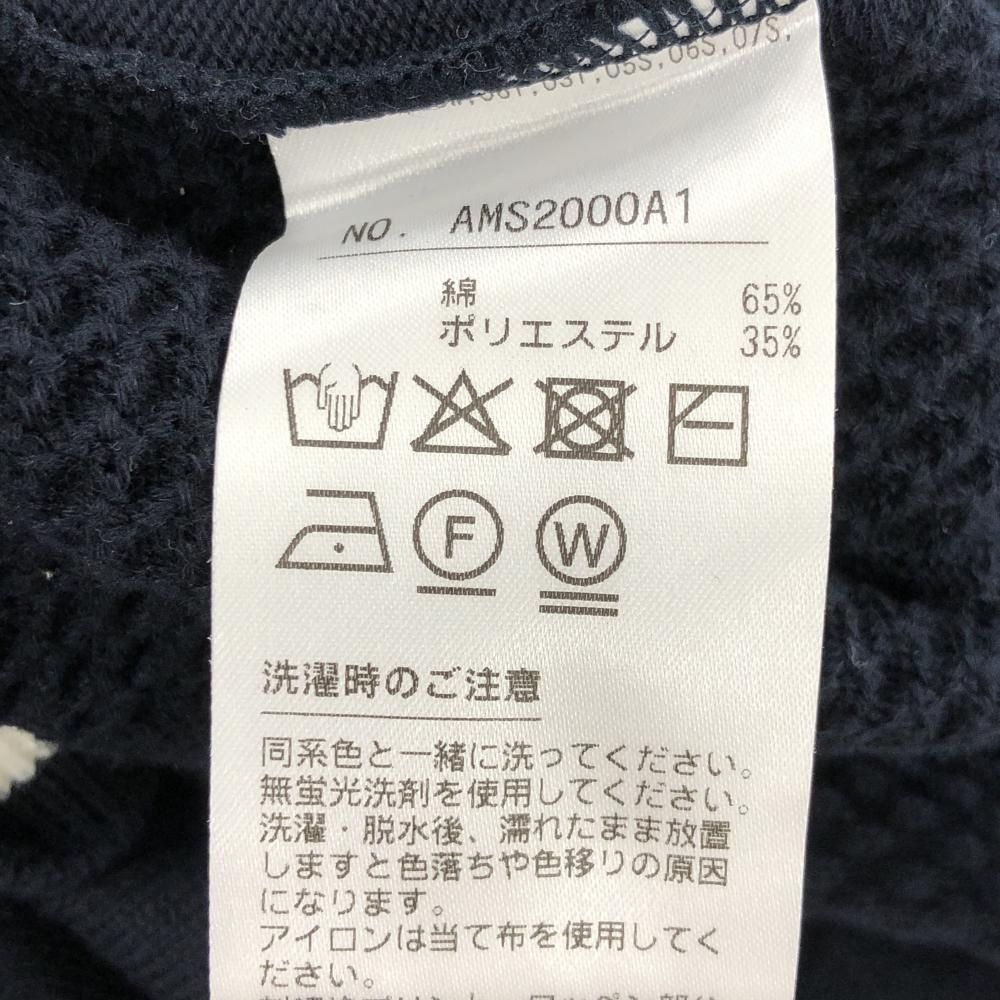 03T,05S,06S,07S,
NO. AMS2000A1
綿 65%
ポリエステル 35%
F W
洗濯時のご注意
同系色と一緒に洗ってください。
無蛍光洗剤を使用してください。
洗濯・脱水後、濡れたまま放置
しますと色落ちや色移りの原因
になります。
アイロンは当て布を使用してく
ださい。